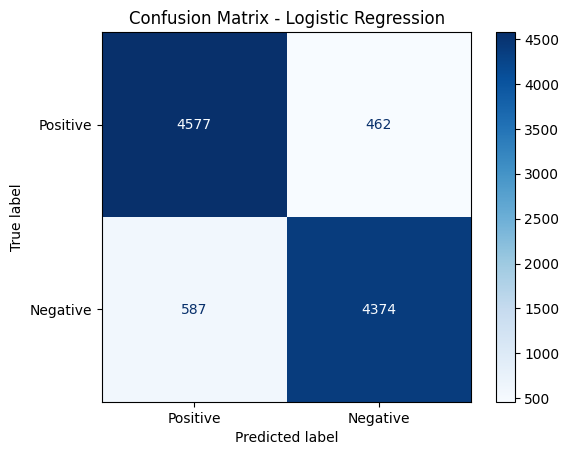 Confusion Matrix - Logistic Regression
True label
Positive
4577
462
Negative
587
4374
Positive
Negative
Predicted label
4500
4000
3500
3000
2500
2000
1500
1000
500